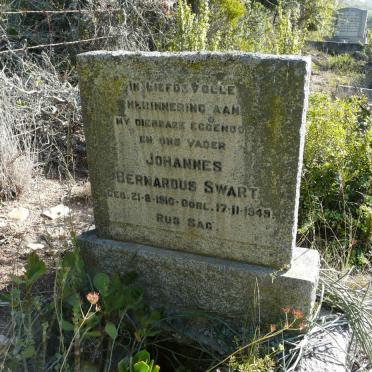 IN LIEFDEVOLLE
HERINNERING AAN
MY DIERBARE EGGENOOT
EN ONS VADER
JOHANNES
BERNARDUS SWART
GEB. 21-8-1910 - OORL. 17-11-1949
RUS SAG